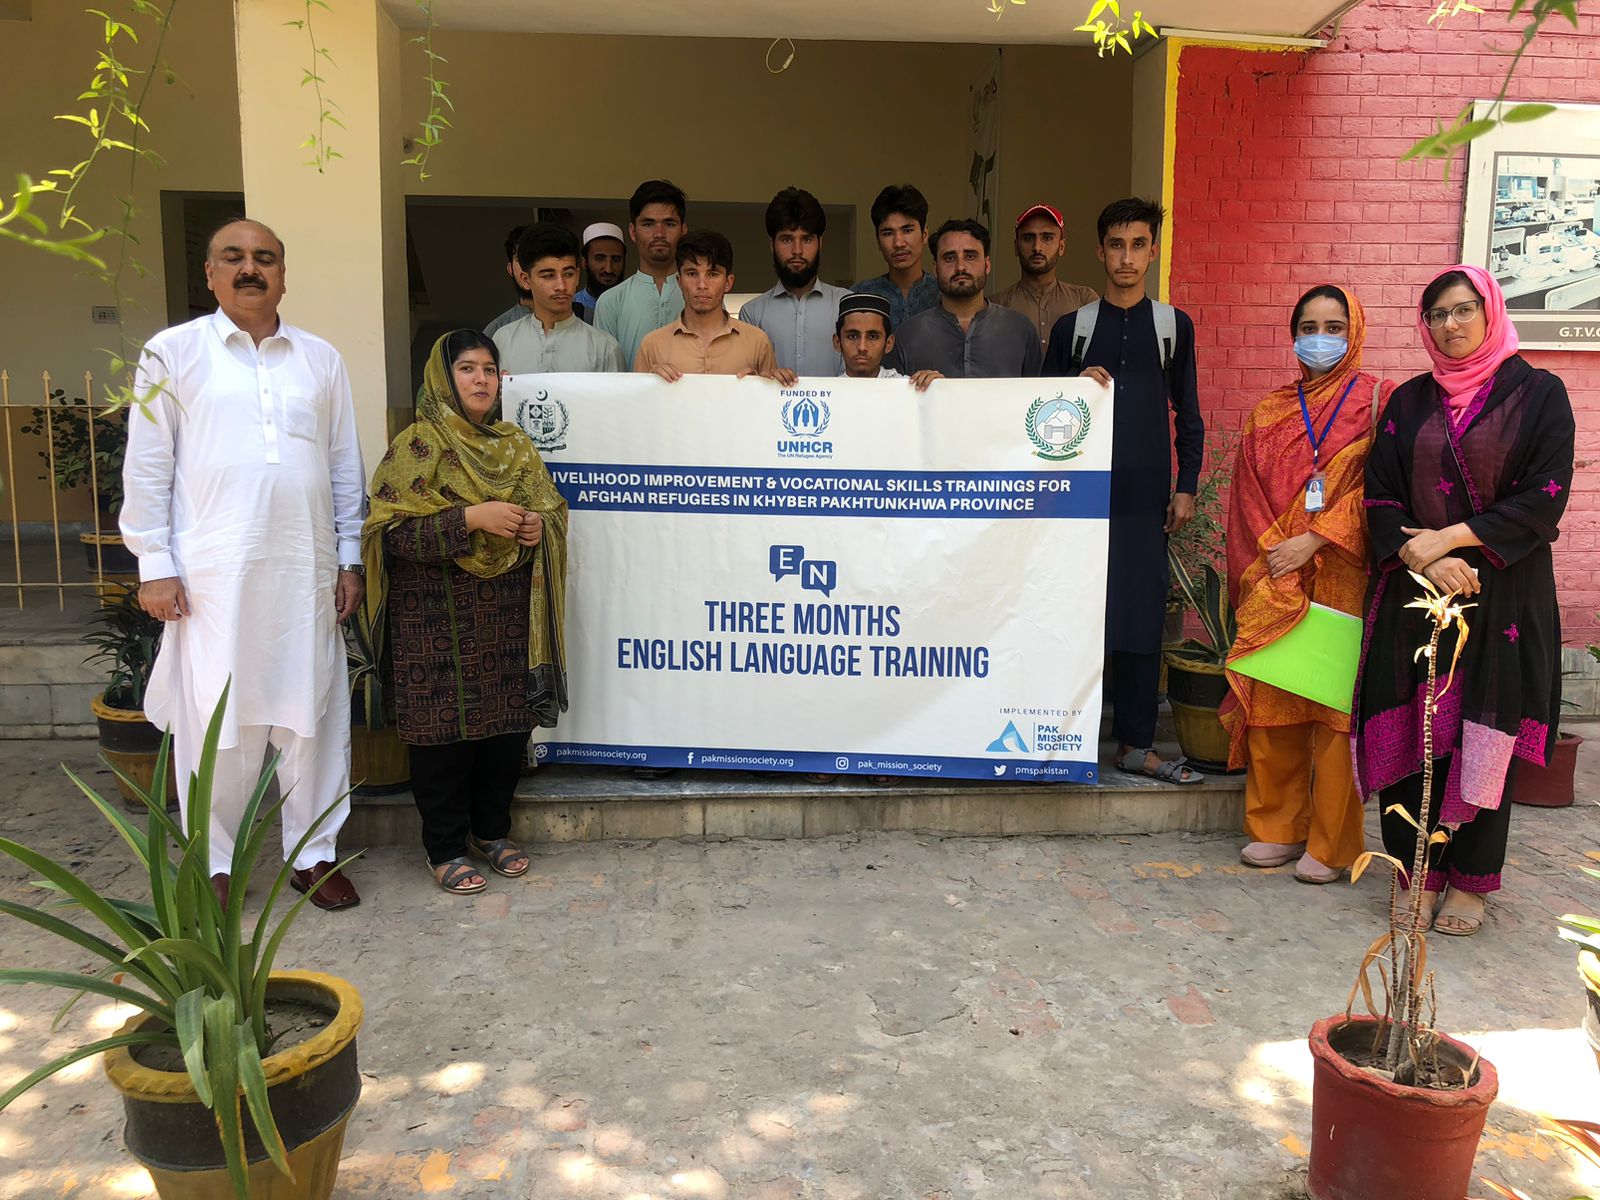 FUNDED BY
UNHCR
The UN Refugee Agency
IVELIHOOD IMPROVEMENT & VOCATIONAL SKILLS TRAININGS FOR
AFGHAN REFUGEES IN KHYBER PAKHTUNKHWA PROVINCE
EN
THREE MONTHS
ENGLISH LANGUAGE TRAINING
IMPLEMENTED BY
PAK
MISSION
SOCIETY
pakmissionsociety.org
pakmissionsociety.org
pak_mission_society
pmspakistan
G.T.V.C